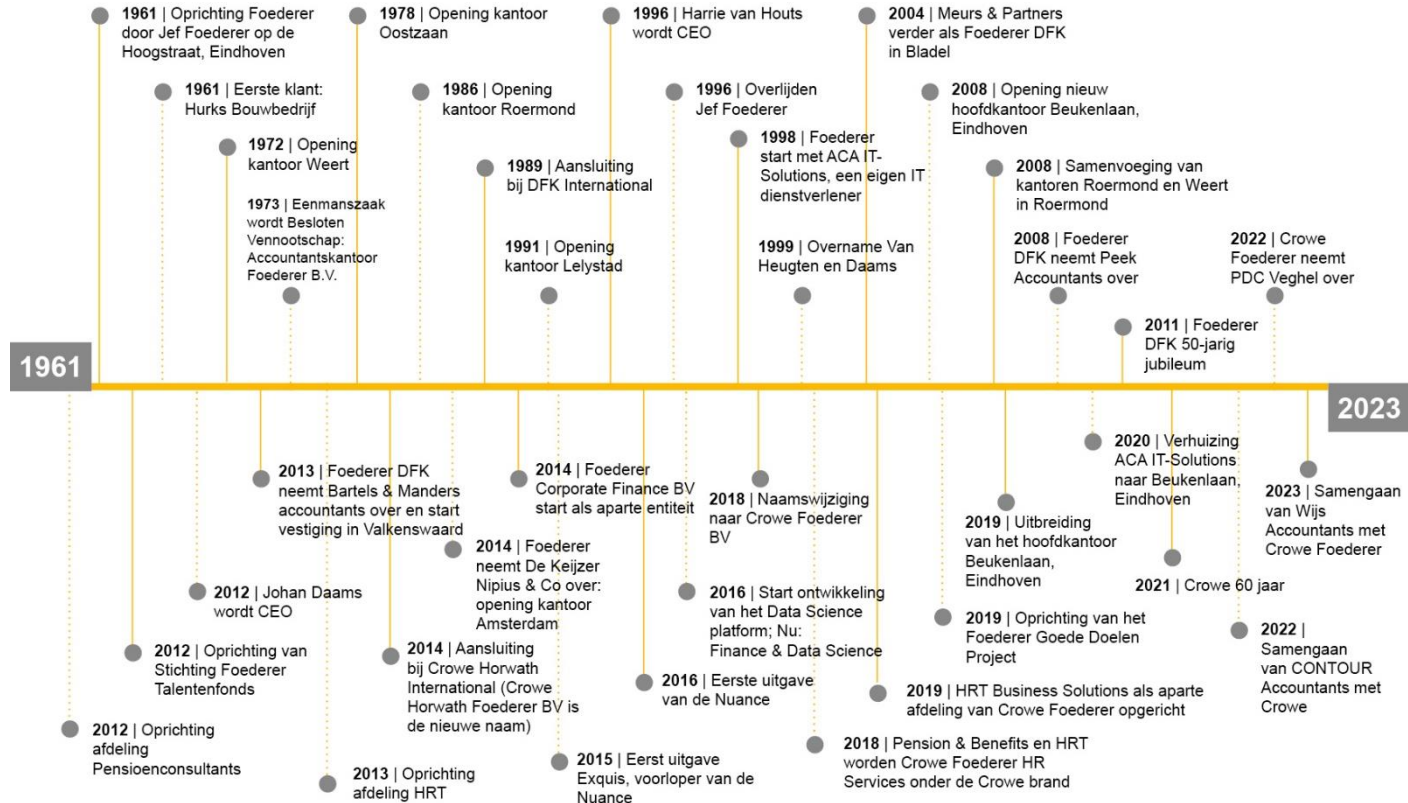 1961 | Oprichting Foederer
door Jef Foederer op de
Hoogstraat, Eindhoven
1961 | Eerste klant:
Hurks Bouwbedrijf
1972 | Opening
kantoor Weert
1973 | Eenmanszaak
wordt Besloten
Vennootschap:
Accountantskantoor
Foederer B.V.
1978 | Opening kantoor
Oostzaan
1986 | Opening
kantoor Roermond
1989 | Aansluiting
bij DFK International
1991 | Opening
kantoor Lelystad
1996 | Harrie van Houts
wordt CEO
1996 | Overlijden
Jef Foederer
1998 | Foederer
start met ACA IT-
Solutions, een eigen IT
dienstverlener
1999 | Overname Van
Heugten en Daams
2004 | Meurs & Partners
verder als Foederer DFK
in Bladel
2008 | Opening nieuw
hoofdkantoor Beukenlaan,
Eindhoven
2008 | Samenvoeging van
kantoren Roermond en Weert
in Roermond
2008 | Foederer
DFK neemt Peek
Accountants over
2011 | Foederer
DFK 50-jarig
jubileum
2022 | Crowe
Foederer neemt
PDC Veghel over
1961
2023
2012 | Oprichting
afdeling
Pensioenconsultants
2012 | Oprichting van
Stichting Foederer
Talentenfonds
2012 | Johan Daams
wordt CEO
2013 | Foederer DFK
neemt Bartels & Manders
accountants over en start
vestiging in Valkenswaard
2013 | Oprichting
afdeling HRT
2014 | Aansluiting
bij Crowe Horwath
International (Crowe
Horwath Foederer BV is
de nieuwe naam)
2014 | Foederer
neemt De Keijzer
Nipius & Co over:
opening kantoor
Amsterdam
2014 | Foederer
Corporate Finance BV
start als aparte entiteit
2015 | Eerst uitgave
Exquis, voorloper van de
Nuance
2016 | Eerste uitgave
van de Nuance
2016 | Start ontwikkeling
van het Data Science
platform; Nu:
Finance & Data Science
2018 | Naamswijziging
naar Crowe Foederer
BV
2018 | Pension & Benefits en HRT
worden Crowe Foederer HR
Services onder de Crowe brand
2019 | HRT Business Solutions als aparte
afdeling van Crowe Foederer opgericht
2019 | Oprichting van het
Foederer Goede Doelen
Project
2019 | Uitbreiding
van het hoofdkantoor
Beukenlaan,
Eindhoven
2020 | Verhuizing
ACA IT-Solutions
naar Beukenlaan,
Eindhoven
2021 | Crowe 60 jaar
2022 |
Samengaan
van CONTOUR
Accountants met
Crowe
2023 | Samengaan
van Wijs
Accountants met
Crowe Foederer